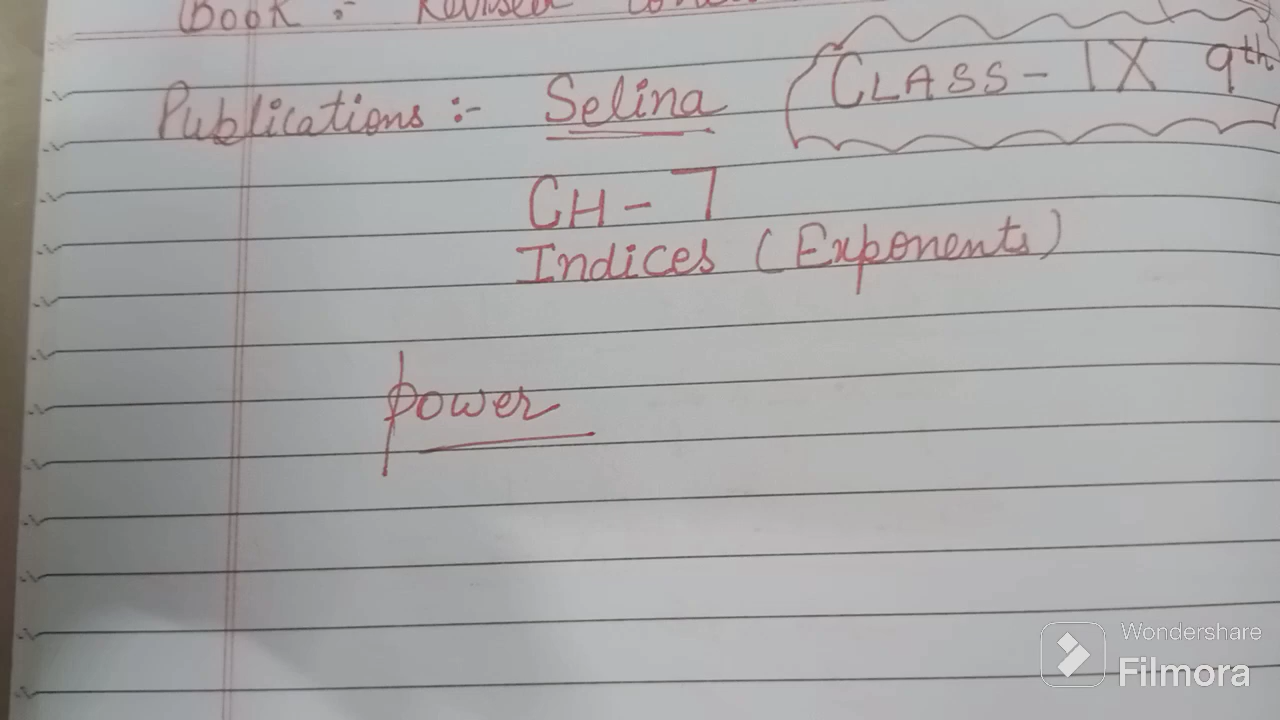 Book :-
Publications :- Selina
CLASS - IX 9th
CH - 7
Indices (Exponents)
power
Wondershare
Filmora